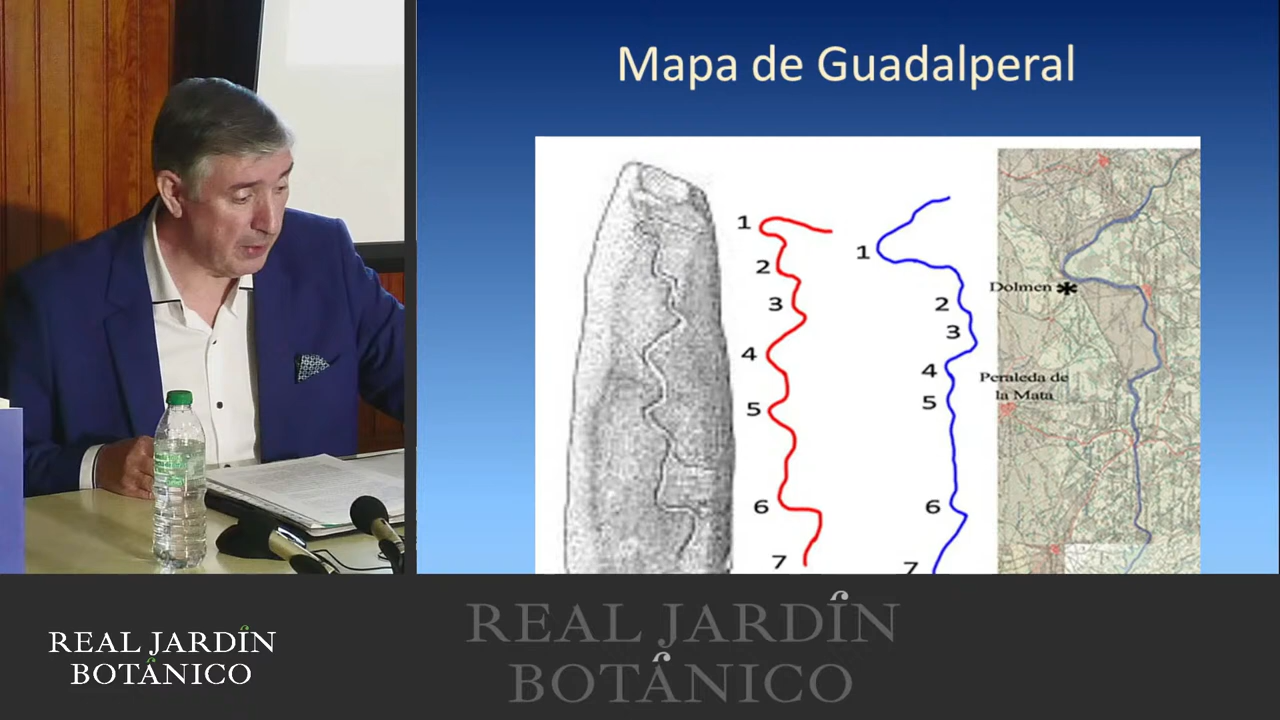 Mapa de Guadalperal
1
2
3
4
5
6
7
1
2
3
4
5
6
7
Dolmen *
Peraleda de
la Mata
REAL JARDÍN
BOTÁNICO
REAL JARDÍN
BOTÁNICO